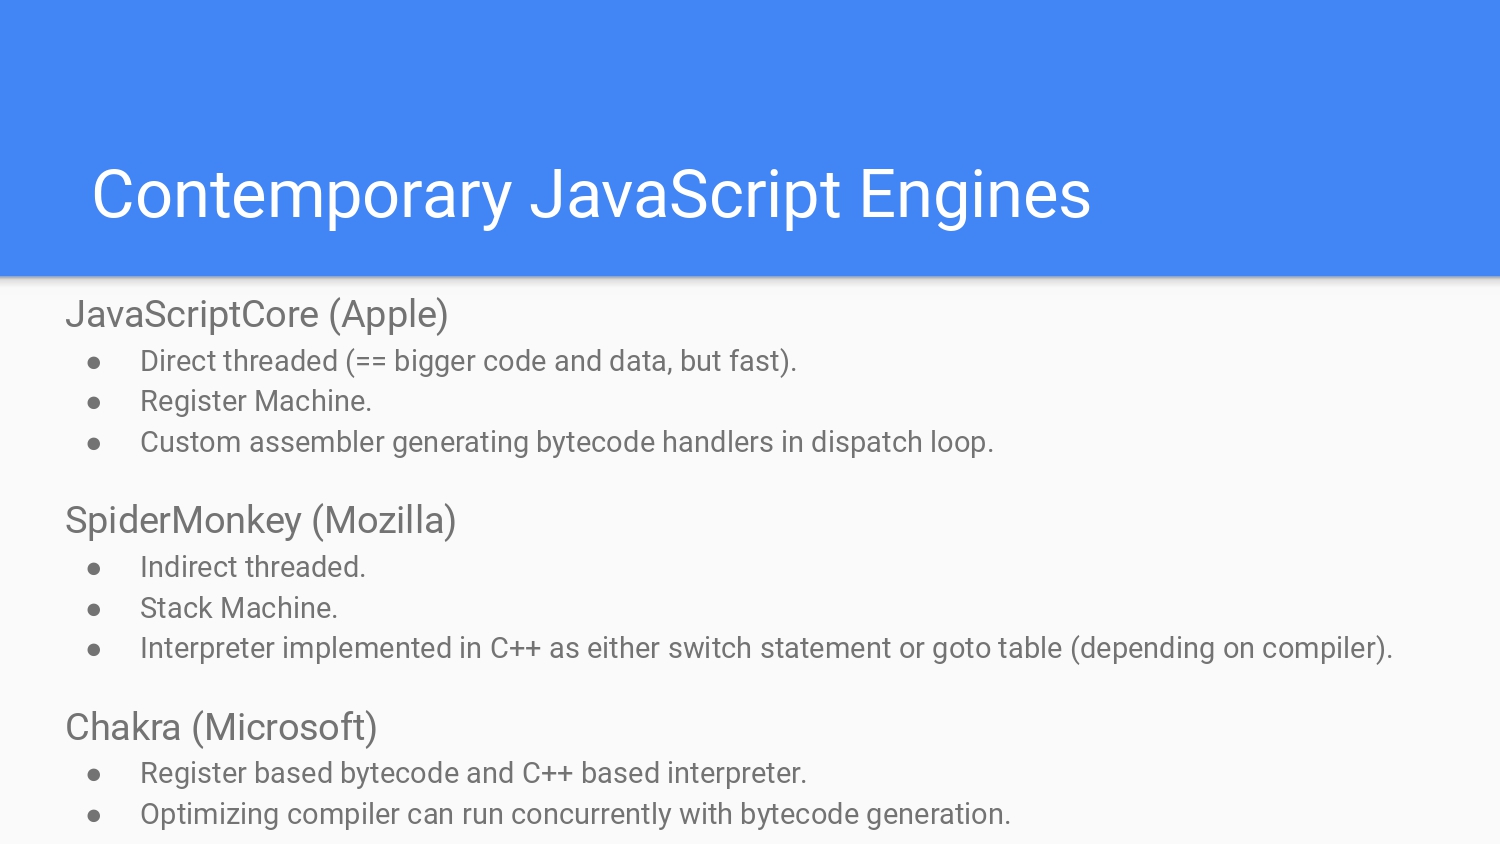 Contemporary JavaScript Engines
JavaScriptCore (Apple)
● Direct threaded (== bigger code and data, but fast).
● Register Machine.
● Custom assembler generating bytecode handlers in dispatch loop.
SpiderMonkey (Mozilla)
● Indirect threaded.
● Stack Machine.
● Interpreter implemented in C++ as either switch statement or goto table (depending on compiler).
Chakra (Microsoft)
● Register based bytecode and C++ based interpreter.
● Optimizing compiler can run concurrently with bytecode generation.